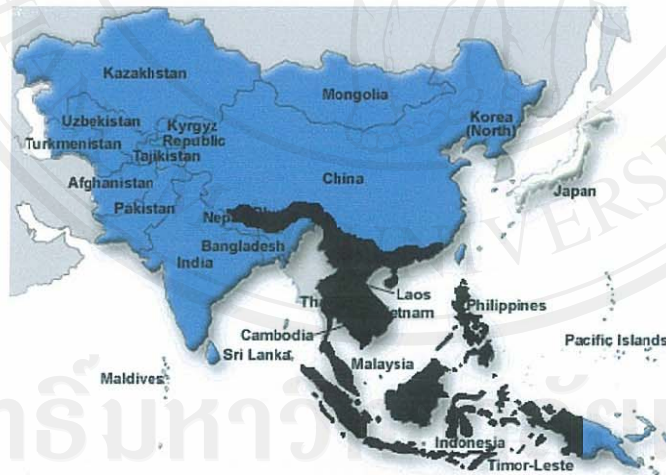 Kazakhstan
Mongolia
Uzbekistan
Kyrgyz
Republic
Korea
(North)
Turkmenistan
Tajikistan
China
Afghanistan
Japan
Pakistan
Bangladesh
India
Laos
Philippines
Cambodia
Sri Lanka
Malaysia
Pacific Islands
Maldives
Indonesia
Timor-Leste